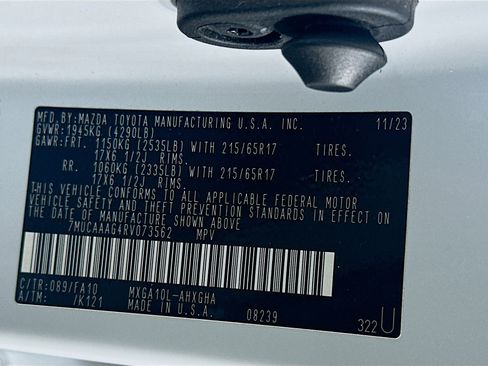 MFD.BY:MAZDA TOYOTA MANUFACTURING U.S.A. INC. 11/23
GVWR:1945KG (4290LB)
GAWR:FRT. 1150KG (2535LB) WITH 215/65R17 TIRES.
17X6 1/2J RIMS.
RR. 1060KG (2335LB) WITH 215/65R17 TIRES.
17X6 1/2J RIMS.
THIS VEHICLE CONFORMS TO ALL APPLICABLE FEDERAL MOTOR
VEHICLE SAFETY AND THEFT PREVENTION STANDARDS IN EFFECT ON
THE DATE OF MANUFACTURE SHOWN ABOVE.
7MUCAAAG4RV073562 MPV
C/TR:089/FA10 MXGA10L-AHXGHA
A/TM: /K121 MADE IN U.S.A. 08239 322U